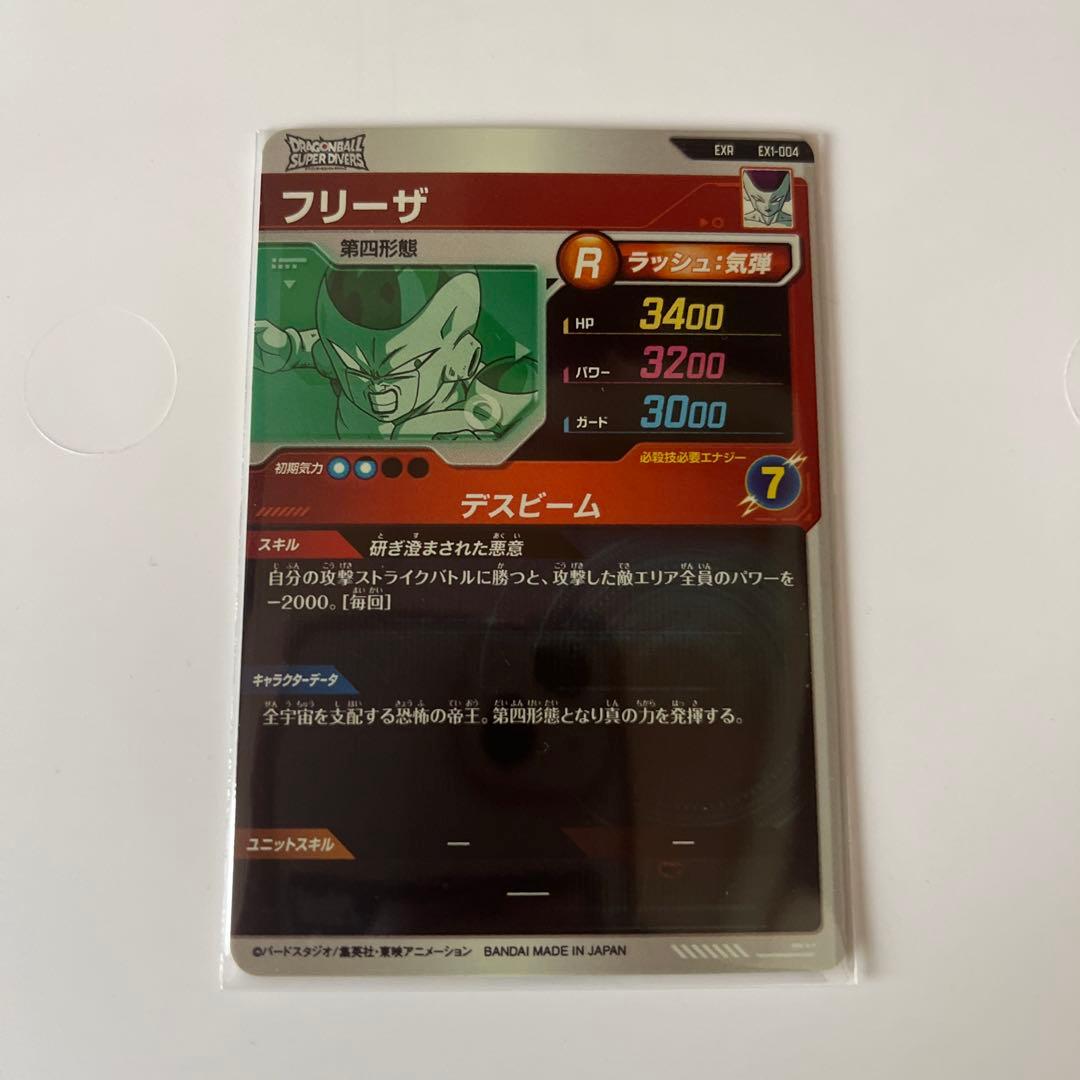 DRAGONBALL
SUPER DIVERS
EXR EX1-004
フリーザ
第四形態
R ラッシュ:気弾
HP 3400
パワー 3200
ガード 3000
初期気力
必殺技必要エナジー
7
デスビーム
スキル 研ぎ澄まされた悪意
自分の攻撃ストライクバトルに勝つと、攻撃した敵エリア全員のパワーを
-2000。[毎回]
キャラクターデータ
全宇宙を支配する恐怖の帝王。第四形態となり真の力を発揮する。
ユニットスキル — —
—
©バードスタジオ/集英社・東映アニメーション BANDAI MADE IN JAPAN